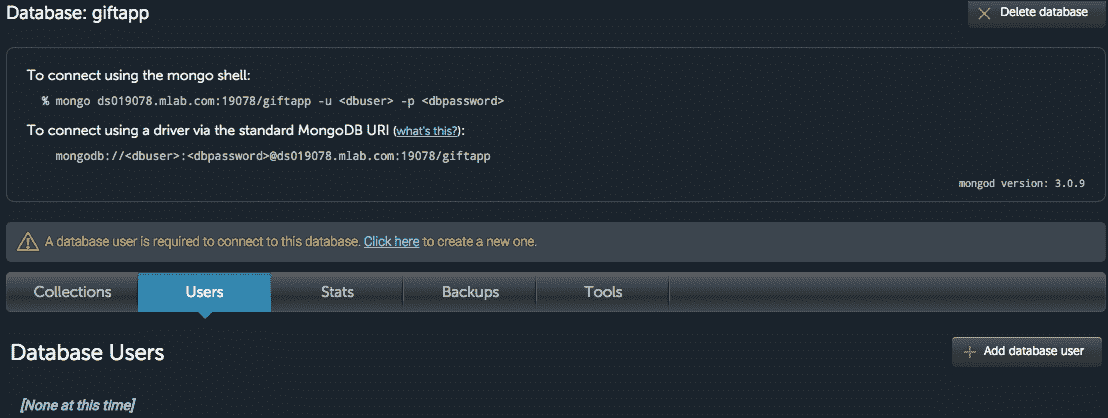 Database: giftapp
Delete database
To connect using the mongo shell:
% mongo ds019078.mlab.com:19078/giftapp -u <dbuser> -p <dbpassword>
To connect using a driver via the standard MongoDB URI (what's this?):
mongodb://<dbuser>:<dbpassword>@ds019078.mlab.com:19078/giftapp
mongod version: 3.0.9
A database user is required to connect to this database. Click here to create a new one.
Collections Users Stats Backups Tools
Database Users
Add database user
[None at this time]